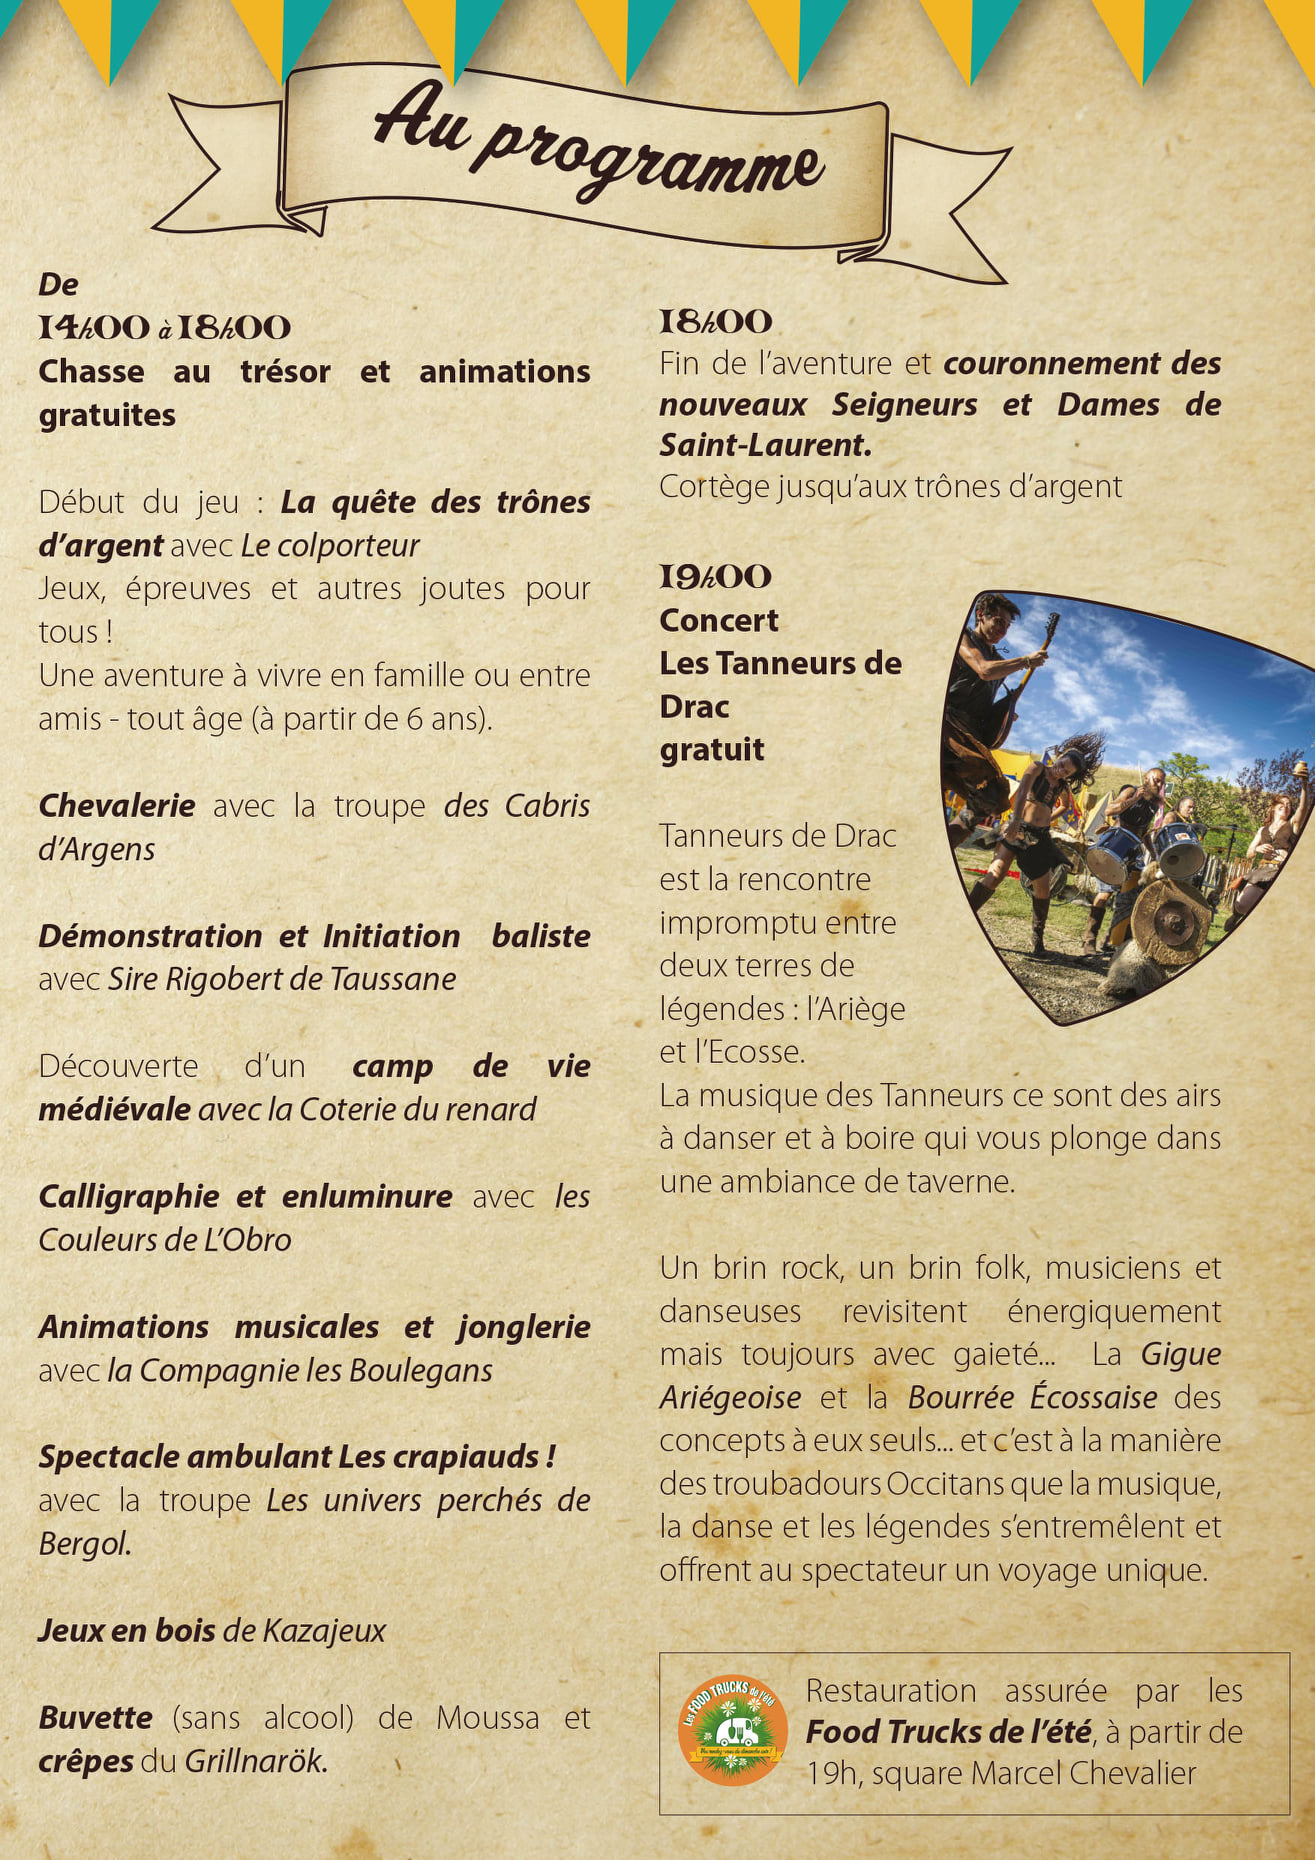 Au programme
De
14h00 à 18h00
Chasse au trésor et animations
gratuites
Début du jeu : La quête des trônes
d’argent avec Le colporteur
Jeux, épreuves et autres joutes pour
tous !
Une aventure à vivre en famille ou entre
amis - tout âge (à partir de 6 ans).
Chevalerie avec la troupe des Cabris
d’Argens
Démonstration et Initiation baliste
avec Sire Rigobert de Taussane
Découverte d’un camp de vie
médiévale avec la Coterie du renard
Calligraphie et enluminure avec les
Couleurs de L’Obro
Animations musicales et jonglerie
avec la Compagnie les Boulegans
Spectacle ambulant Les crapiauds !
avec la troupe Les univers perchés de
Bergol.
Jeux en bois de Kazajeux
Buvette (sans alcool) de Moussa et
crêpes du Grillnarök.
18h00
Fin de l’aventure et couronnement des
nouveaux Seigneurs et Dames de
Saint-Laurent.
Cortège jusqu’aux trônes d’argent
19h00
Concert
Les Tanneurs de
Drac
gratuit
Tanneurs de Drac
est la rencontre
impromptu entre
deux terres de
légendes : l’Ariège
et l’Ecosse.
La musique des Tanneurs ce sont des airs
à danser et à boire qui vous plonge dans
une ambiance de taverne.
Un brin rock, un brin folk, musiciens et
danseuses revisitent énergiquement
mais toujours avec gaieté... La Gigue
Ariégeoise et la Bourrée Écossaise des
concepts à eux seuls... et c’est à la manière
des troubadours Occitans que la musique,
la danse et les légendes s’entremêlent et
offrent au spectateur un voyage unique.
Les FOOD TRUCKS de l’été
Vos rendez-vous du dimanche soir !
Restauration assurée par les
Food Trucks de l’été, à partir de
19h, square Marcel Chevalier